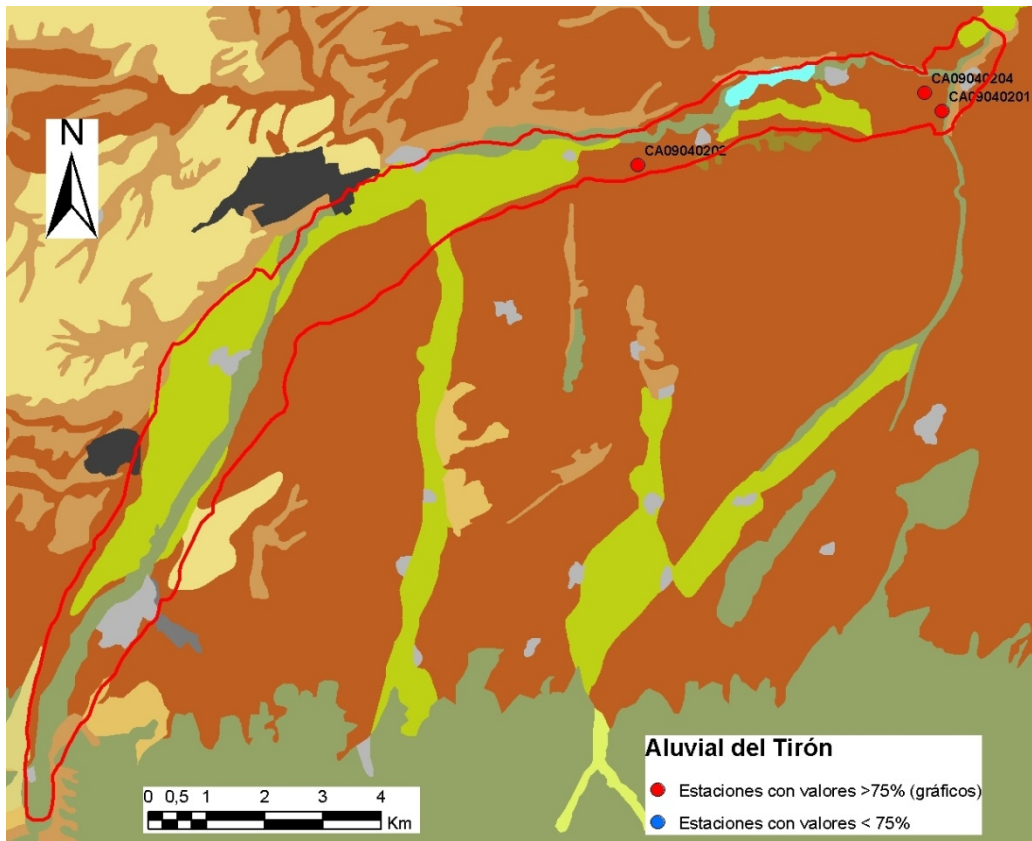 CA09040204
CA09040201
CA09040202
N
Aluvial del Tirón
Estaciones con valores >75% (gráficos)
Estaciones con valores < 75%
0 0,5 1 2 3 4
Km